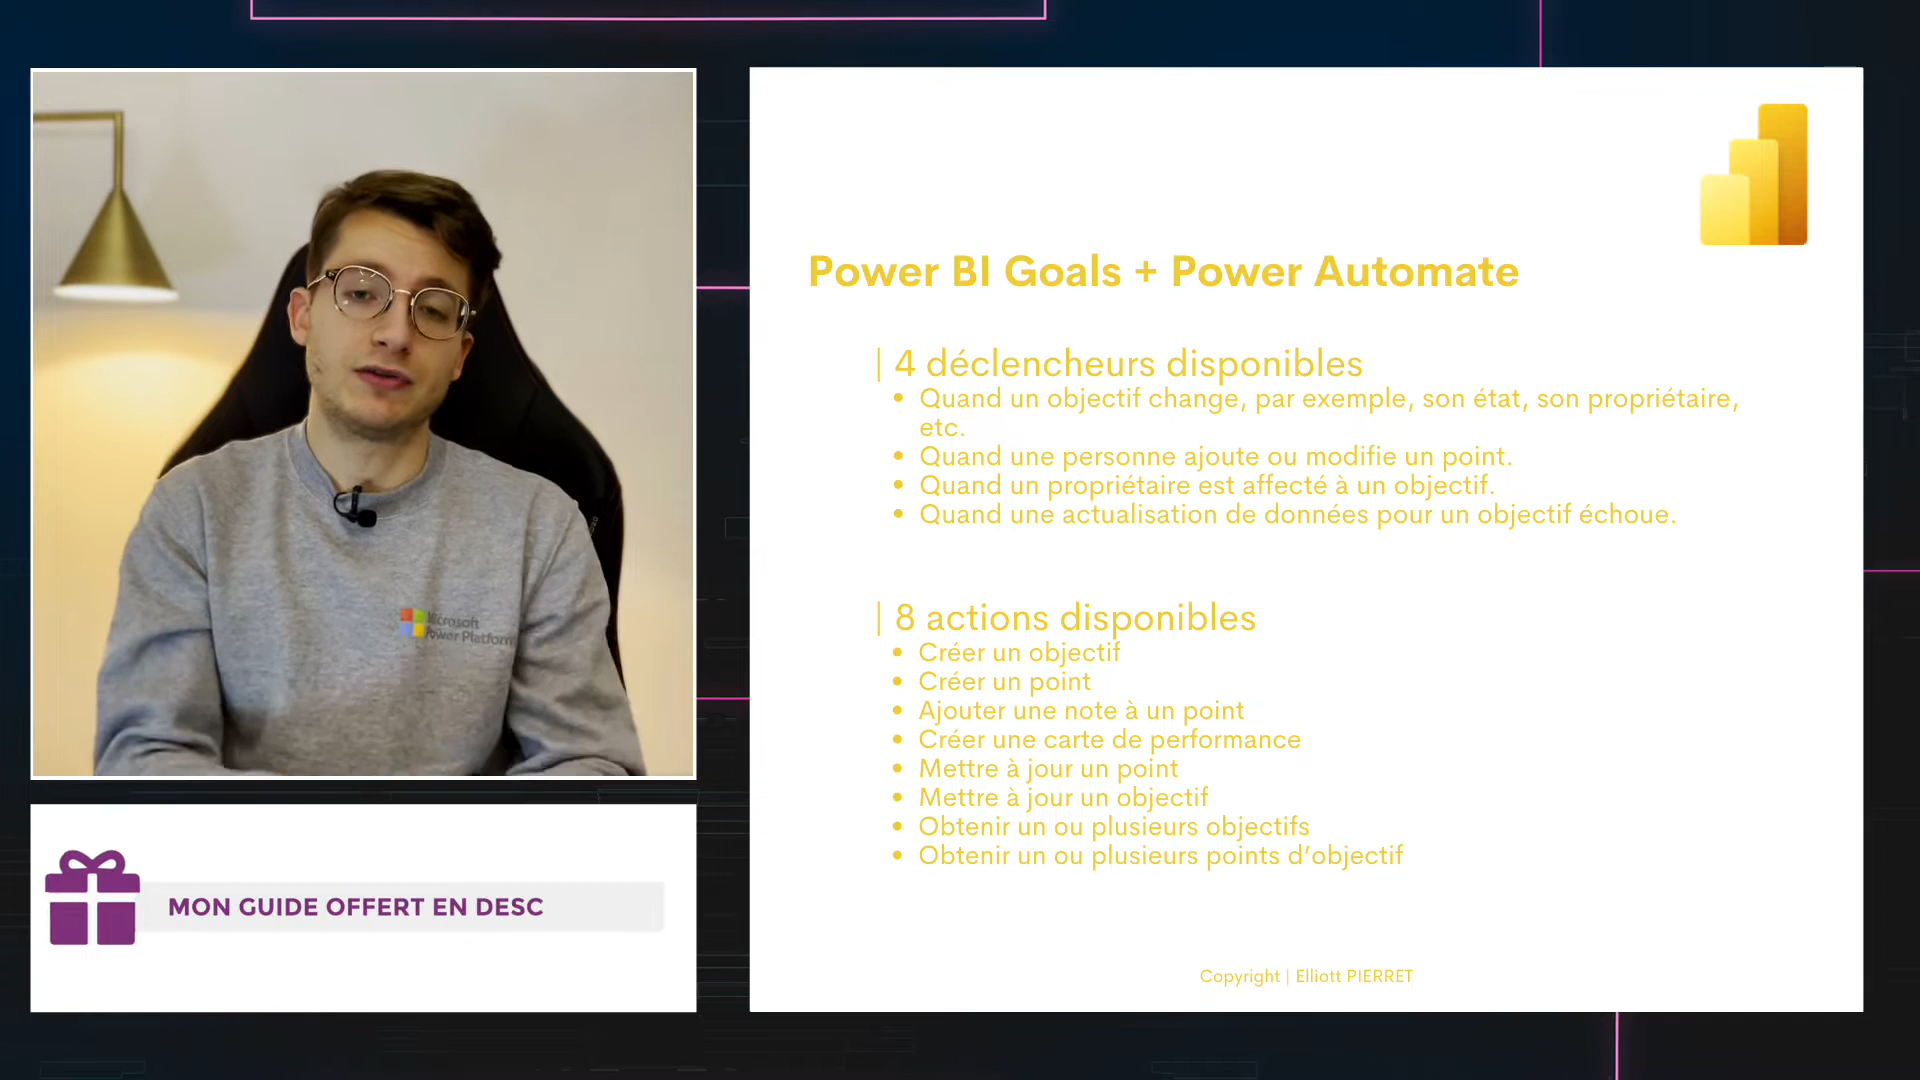 Power BI Goals + Power Automate
| 4 déclencheurs disponibles
• Quand un objectif change, par exemple, son état, son propriétaire,
etc.
• Quand une personne ajoute ou modifie un point.
• Quand un propriétaire est affecté à un objectif.
• Quand une actualisation de données pour un objectif échoue.
| 8 actions disponibles
• Créer un objectif
• Créer un point
• Ajouter une note à un point
• Créer une carte de performance
• Mettre à jour un point
• Mettre à jour un objectif
• Obtenir un ou plusieurs objectifs
• Obtenir un ou plusieurs points d’objectif
Copyright | Elliott PIERRET
Microsoft
Power Platform
MON GUIDE OFFERT EN DESC